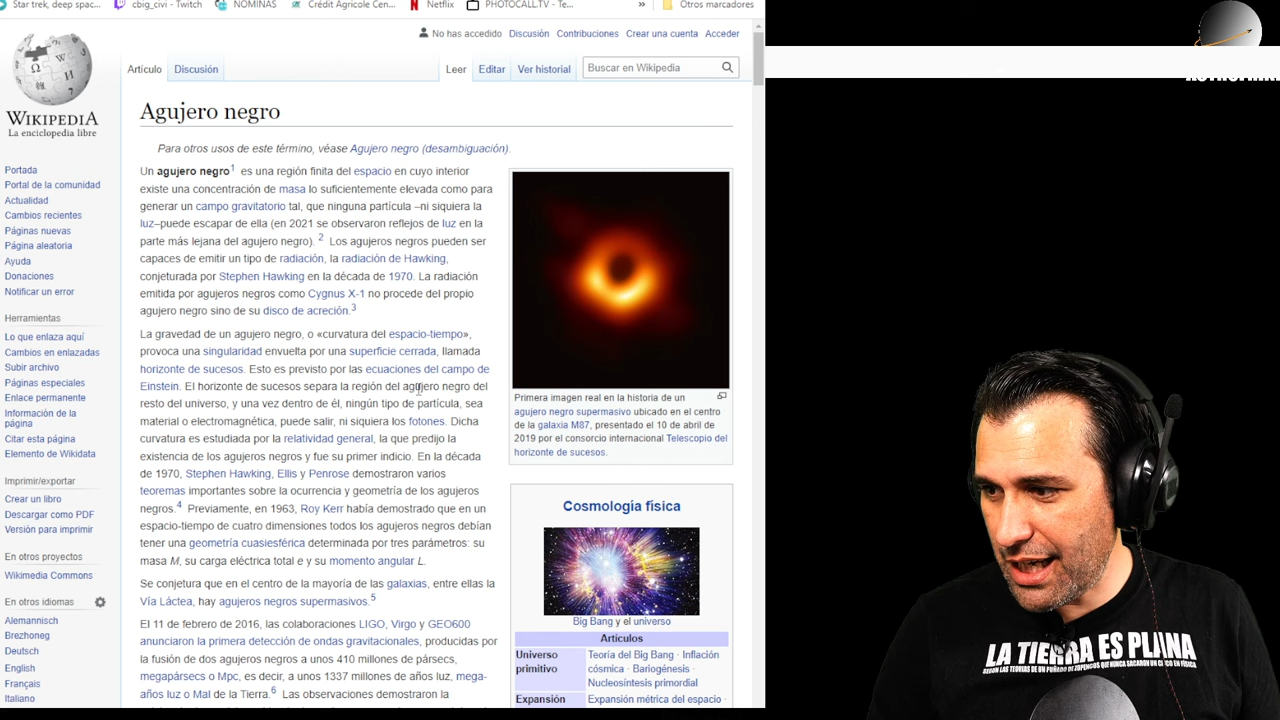 Star trek, deep spac...
cbig_civi - Twitch
NOMINAS
Crédit Agricole Cen...
Netflix
PHOTOCALL.TV - Te...
»
Otros marcadores
No has accedido
Discusión
Contribuciones
Crear una cuenta
Acceder
Artículo
Discusión
Leer
Editar
Ver historial
Buscar en Wikipedia
WIKIPEDIA
La enciclopedia libre
Portada
Portal de la comunidad
Actualidad
Cambios recientes
Páginas nuevas
Página aleatoria
Ayuda
Donaciones
Notificar un error
Herramientas
Lo que enlaza aquí
Cambios en enlazadas
Subir archivo
Páginas especiales
Enlace permanente
Información de la
página
Citar esta página
Elemento de Wikidata
Imprimir/exportar
Crear un libro
Descargar como PDF
Versión para imprimir
En otros proyectos
Wikimedia Commons
En otros idiomas
Alemannisch
Brezhoneg
Deutsch
English
Français
Italiano
Agujero negro
Para otros usos de este término, véase Agujero negro (desambiguación).
Un agujero negro1 es una región finita del espacio en cuyo interior
existe una concentración de masa lo suficientemente elevada como para
generar un campo gravitatorio tal, que ninguna partícula –ni siquiera la
luz–puede escapar de ella (en 2021 se observaron reflejos de luz en la
parte más lejana del agujero negro). 2 Los agujeros negros pueden ser
capaces de emitir un tipo de radiación, la radiación de Hawking,
conjeturada por Stephen Hawking en la década de 1970. La radiación
emitida por agujeros negros como Cygnus X-1 no procede del propio
agujero negro sino de su disco de acreción.3
La gravedad de un agujero negro, o «curvatura del espacio-tiempo»,
provoca una singularidad envuelta por una superficie cerrada, llamada
horizonte de sucesos. Esto es previsto por las ecuaciones del campo de
Einstein. El horizonte de sucesos separa la región del agujero negro del
resto del universo, y una vez dentro de él, ningún tipo de partícula, sea
material o electromagnética, puede salir, ni siquiera los fotones. Dicha
curvatura es estudiada por la relatividad general, la que predijo la
existencia de los agujeros negros y fue su primer indicio. En la década
de 1970, Stephen Hawking, Ellis y Penrose demostraron varios
teoremas importantes sobre la ocurrencia y geometría de los agujeros
negros.4 Previamente, en 1963, Roy Kerr había demostrado que en un
espacio-tiempo de cuatro dimensiones todos los agujeros negros debían
tener una geometría cuasiesférica determinada por tres parámetros: su
masa M, su carga eléctrica total e y su momento angular L.
Se conjetura que en el centro de la mayoría de las galaxias, entre ellas la
Vía Láctea, hay agujeros negros supermasivos.5
El 11 de febrero de 2016, las colaboraciones LIGO, Virgo y GEO600
anunciaron la primera detección de ondas gravitacionales, producidas por
la fusión de dos agujeros negros a unos 410 millones de pársecs,
megapársecs o Mpc, es decir, a unos 1337 millones de años luz, mega-
años luz o Mal de la Tierra.6 Las observaciones demostraron la
Primera imagen real en la historia de un
agujero negro supermasivo ubicado en el centro
de la galaxia M87, presentado el 10 de abril de
2019 por el consorcio internacional Telescopio del
horizonte de sucesos.
Cosmología física
Big Bang y el universo
Artículos
Universo
primitivo
Teoría del Big Bang · Inflación
cósmica · Bariogénesis ·
Nucleosíntesis primordial
Expansión
Expansión métrica del espacio ·
LA TIERRA ES PLANA